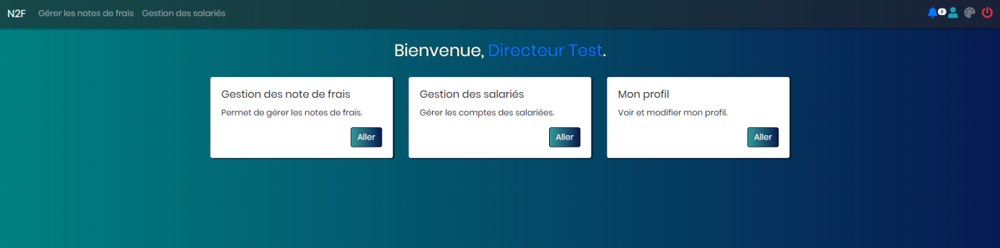 N2F Gérer les notes de frais Gestion des salariés 0
Bienvenue, Directeur Test.
Gestion des note de frais
Permet de gérer les notes de frais.
Aller
Gestion des salariés
Gérer les comptes des salariées.
Aller
Mon profil
Voir et modifier mon profil.
Aller